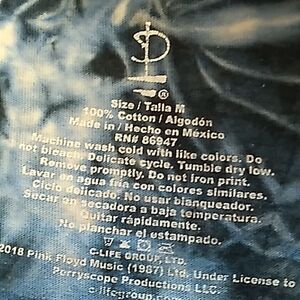 Size / Talla M
100% Cotton / Algodón
Made in / Hecho en México
RN# 86947
Machine wash cold with like colors. Do
not bleach. Delicate cycle. Tumble dry low.
Remove promptly. Do not iron print.
Lavar en agua fría con colores similares.
Ciclo delicado. No usar blanqueador.
Secar en secadora a baja temperatura.
Quitar rápidamente.
No planchar el estampado.
C-LIFE GROUP, LTD.
2018 Pink Floyd Music (1987) Ltd. Under License to
Perryscope Productions LLC
c-lifegroup.com